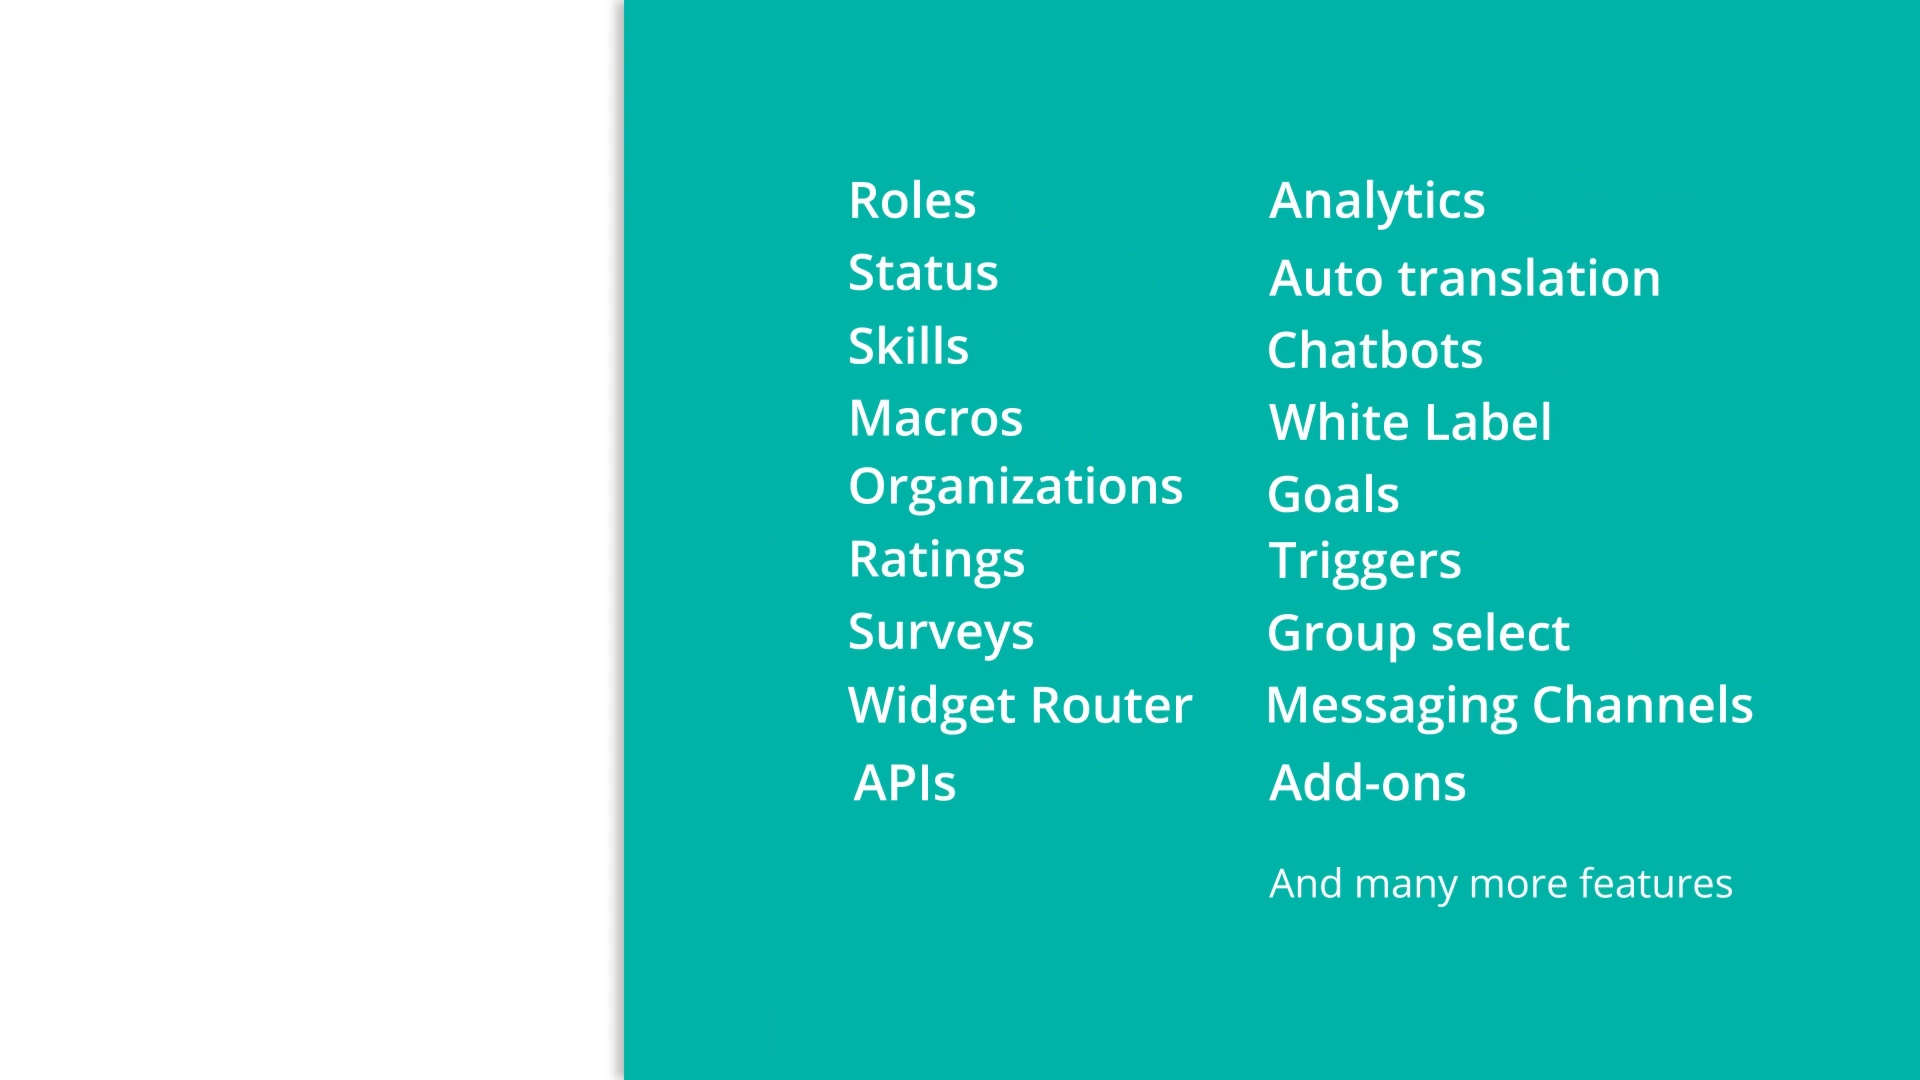 Roles
Status
Skills
Macros
Organizations
Ratings
Surveys
Widget Router
APIs
Analytics
Auto translation
Chatbots
White Label
Goals
Triggers
Group select
Messaging Channels
Add-ons
And many more features